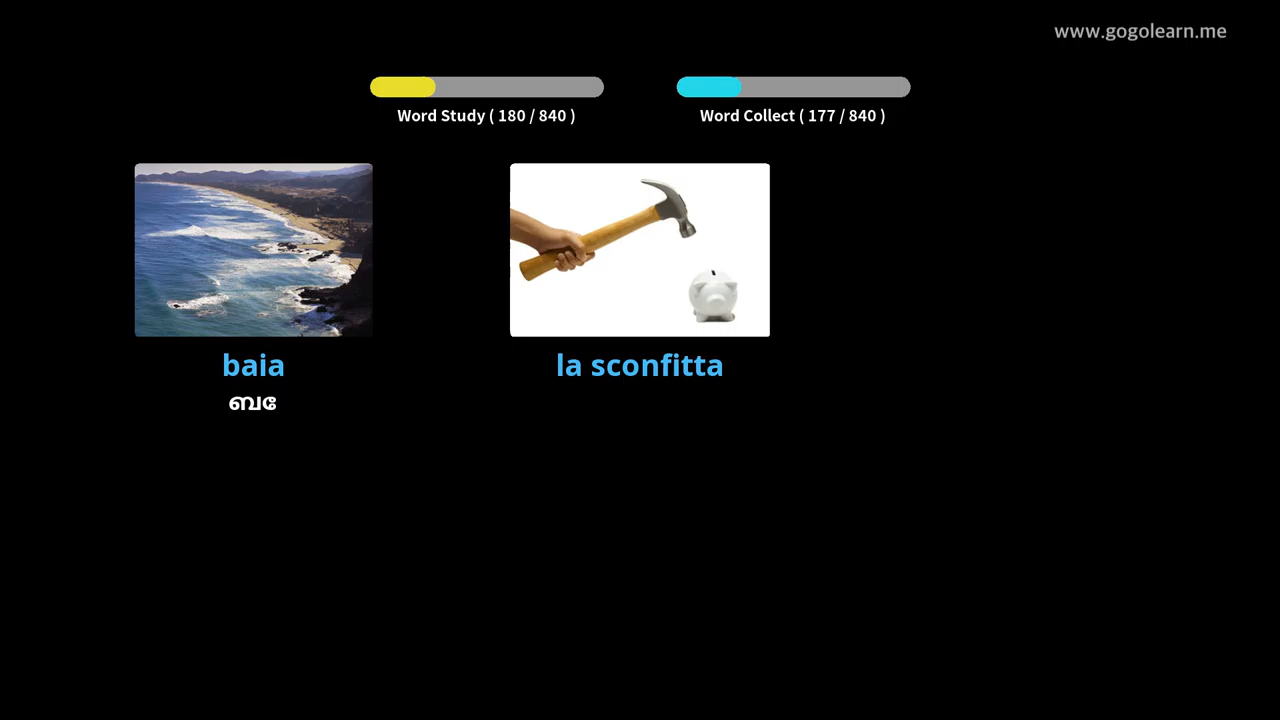 www.gogolearn.me
Word Study ( 180 / 840 )
Word Collect ( 177 / 840 )
baia
la sconfitta
ബേ